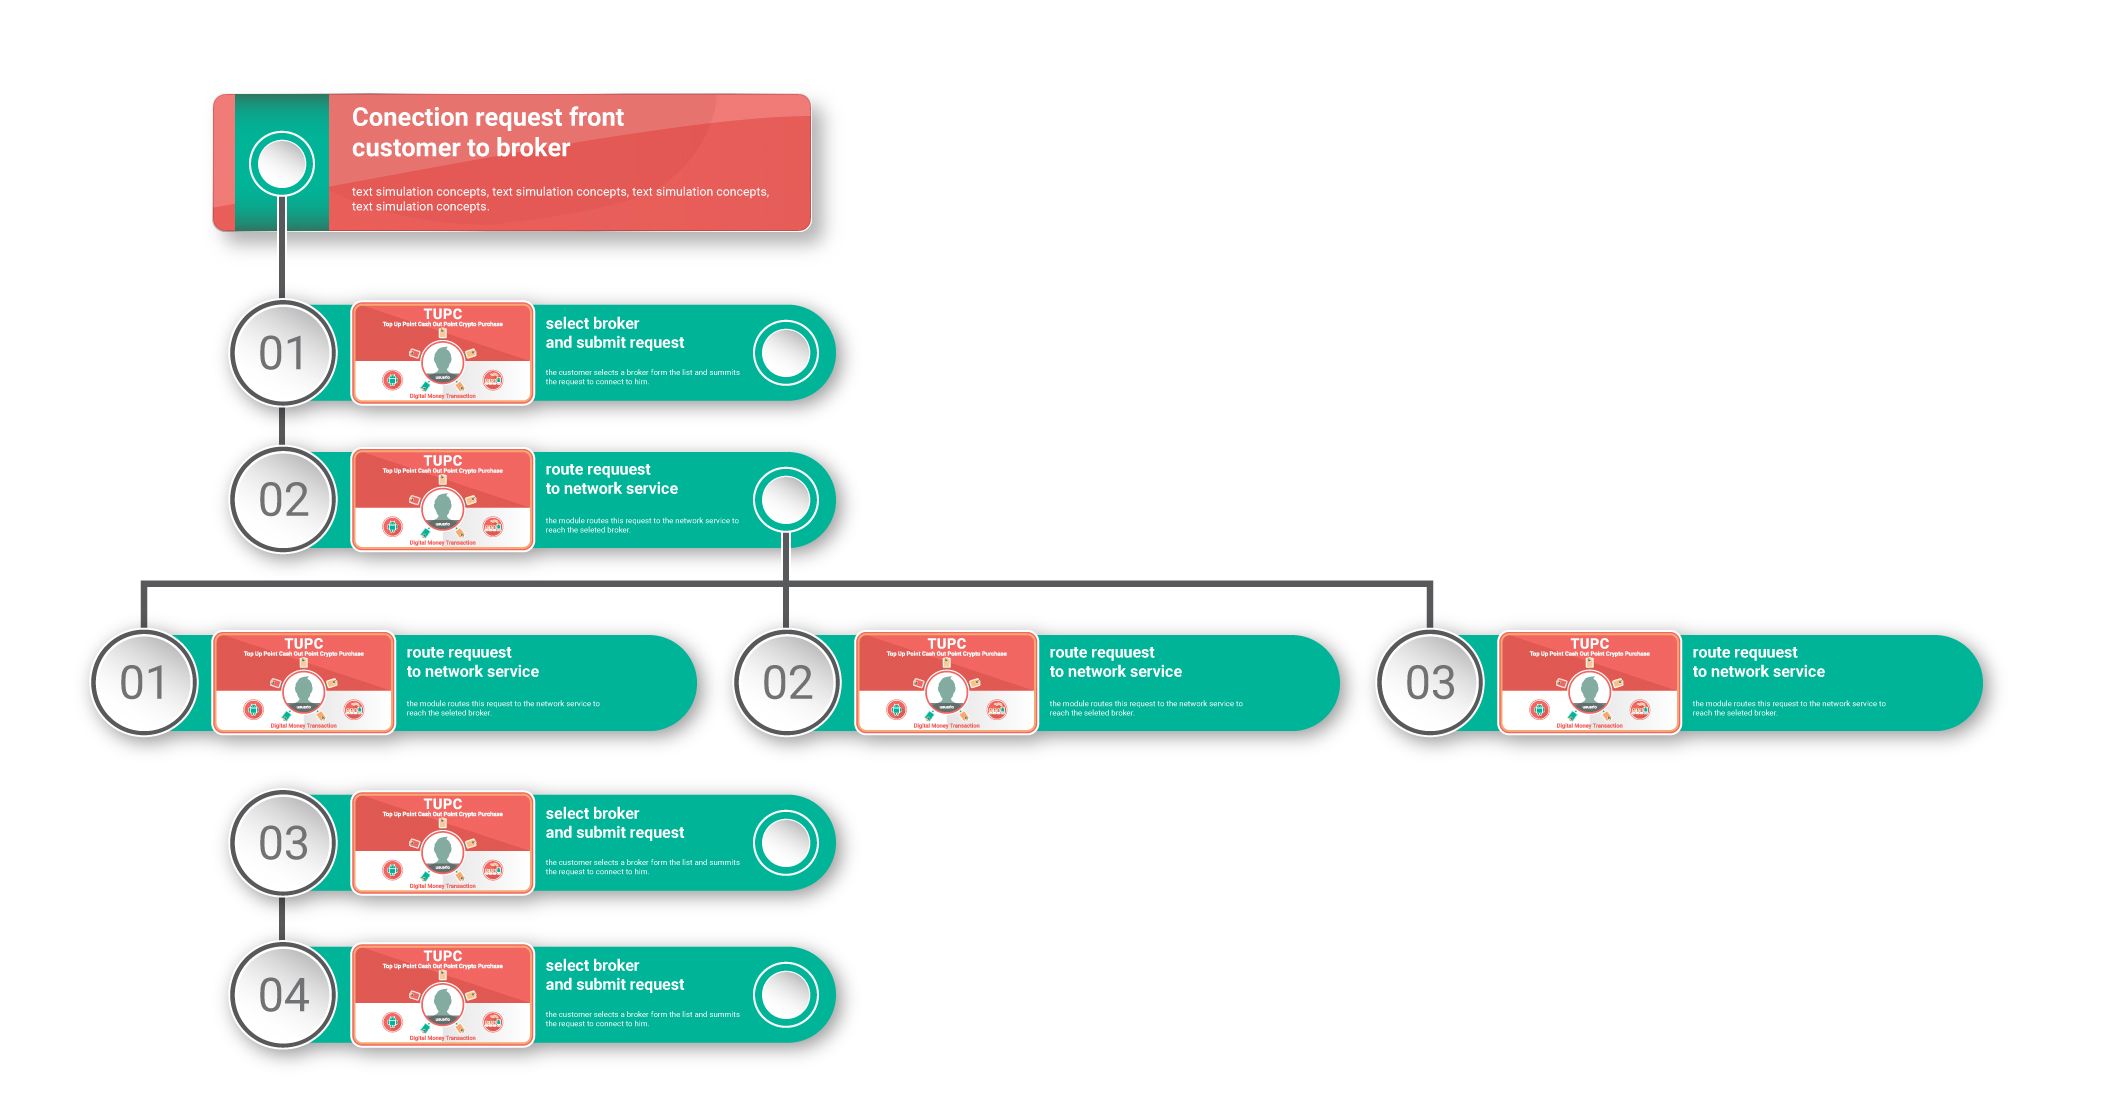 Conection request front
customer to broker
text simulation concepts, text simulation concepts, text simulation concepts,
text simulation concepts.
01
TUPC
Top Up Point Cash Out Point Crypto Purchase
usuario
Digital Money Transaction
select broker
and submit request
the customer selects a broker form the list and summits
the request to connect to him.
02
TUPC
Top Up Point Cash Out Point Crypto Purchase
usuario
Digital Money Transaction
route requuest
to network service
the module routes this request to the network service to
reach the seleted broker.
01
TUPC
Top Up Point Cash Out Point Crypto Purchase
usuario
Digital Money Transaction
route requuest
to network service
the module routes this request to the network service to
reach the seleted broker.
02
TUPC
Top Up Point Cash Out Point Crypto Purchase
usuario
Digital Money Transaction
route requuest
to network service
the module routes this request to the network service to
reach the seleted broker.
03
TUPC
Top Up Point Cash Out Point Crypto Purchase
usuario
Digital Money Transaction
route requuest
to network service
the module routes this request to the network service to
reach the seleted broker.
03
TUPC
Top Up Point Cash Out Point Crypto Purchase
usuario
Digital Money Transaction
select broker
and submit request
the customer selects a broker form the list and summits
the request to connect to him.
04
TUPC
Top Up Point Cash Out Point Crypto Purchase
usuario
Digital Money Transaction
select broker
and submit request
the customer selects a broker form the list and summits
the request to connect to him.